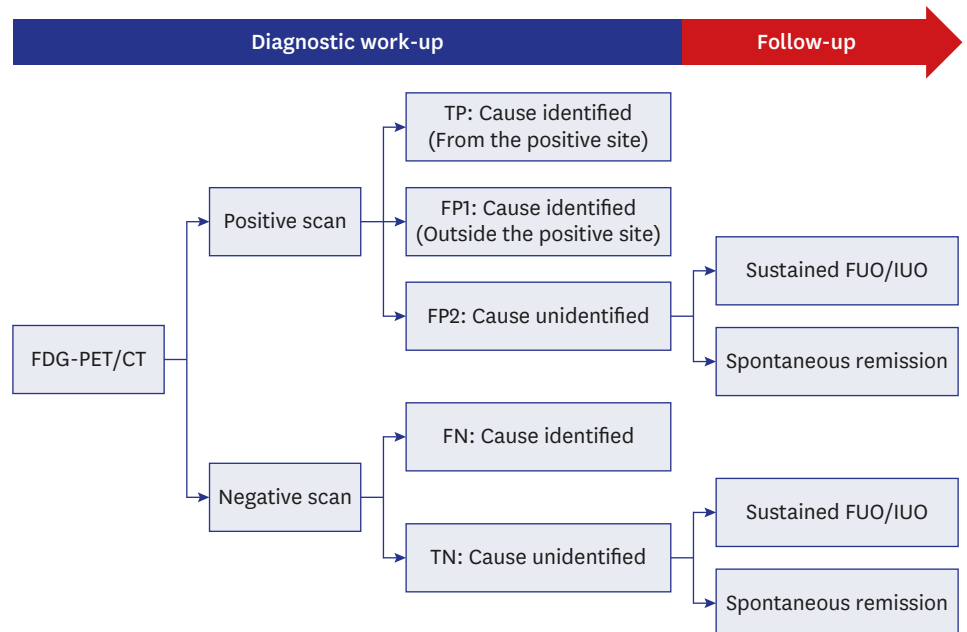 Diagnostic work-up
Follow-up
TP: Cause identified
(From the positive site)
FP1: Cause identified
(Outside the positive site)
Positive scan
Sustained FUO/IUO
FP2: Cause unidentified
FDG-PET/CT
Spontaneous remission
FN: Cause identified
Negative scan
Sustained FUO/IUO
TN: Cause unidentified
Spontaneous remission